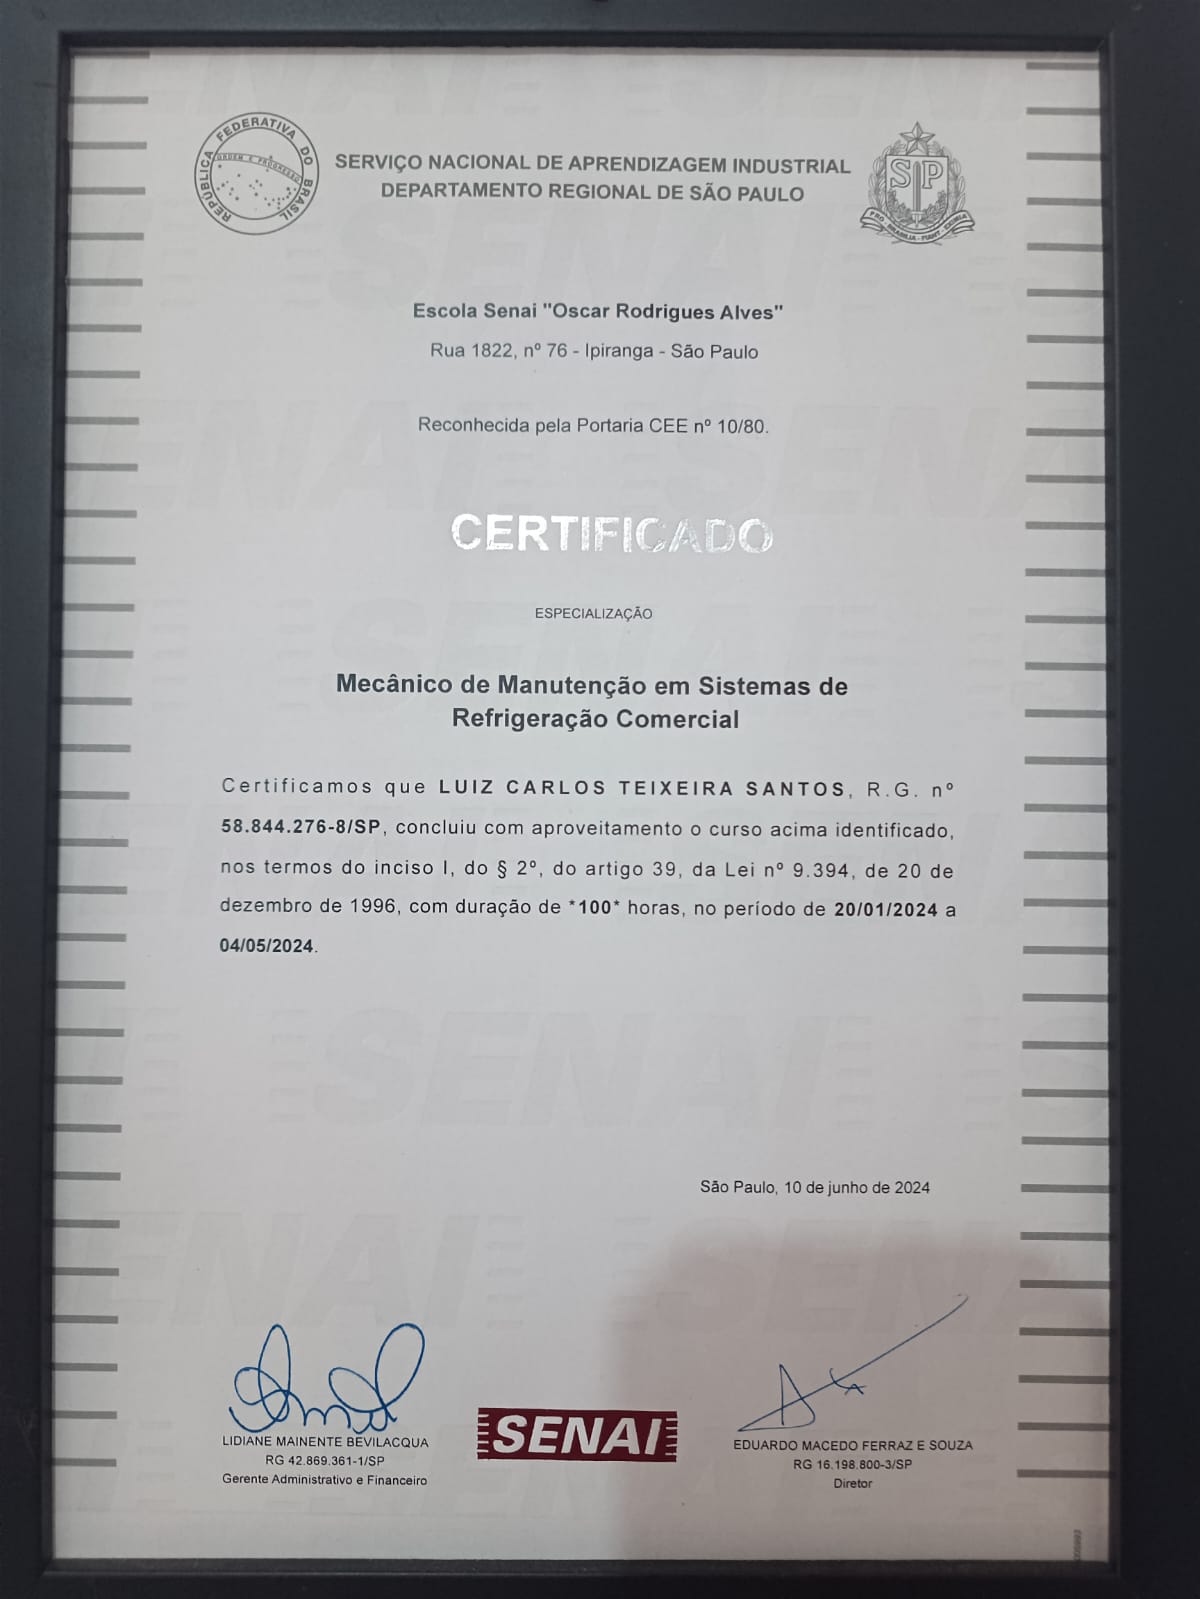 REPÚBLICA FEDERATIVA DO BRASIL
ORDEM E PROGRESSO
SERVIÇO NACIONAL DE APRENDIZAGEM INDUSTRIAL
DEPARTAMENTO REGIONAL DE SÃO PAULO
SP
PRO · BRASILIA · FIANT · EXIMIA
Escola Senai "Oscar Rodrigues Alves"
Rua 1822, nº 76 - Ipiranga - São Paulo
Reconhecida pela Portaria CEE nº 10/80.
CERTIFICADO
ESPECIALIZAÇÃO
Mecânico de Manutenção em Sistemas de
Refrigeração Comercial
Certificamos que LUIZ CARLOS TEIXEIRA SANTOS, R.G. nº
58.844.276-8/SP, concluiu com aproveitamento o curso acima identificado,
nos termos do inciso I, do § 2º, do artigo 39, da Lei nº 9.394, de 20 de
dezembro de 1996, com duração de *100* horas, no período de 20/01/2024 a
04/05/2024.
São Paulo, 10 de junho de 2024
LIDIANE MAINENTE BEVILACQUA
RG 42.869.361-1/SP
Gerente Administrativo e Financeiro
SENAI
EDUARDO MACEDO FERRAZ E SOUZA
RG 16.198.800-3/SP
Diretor